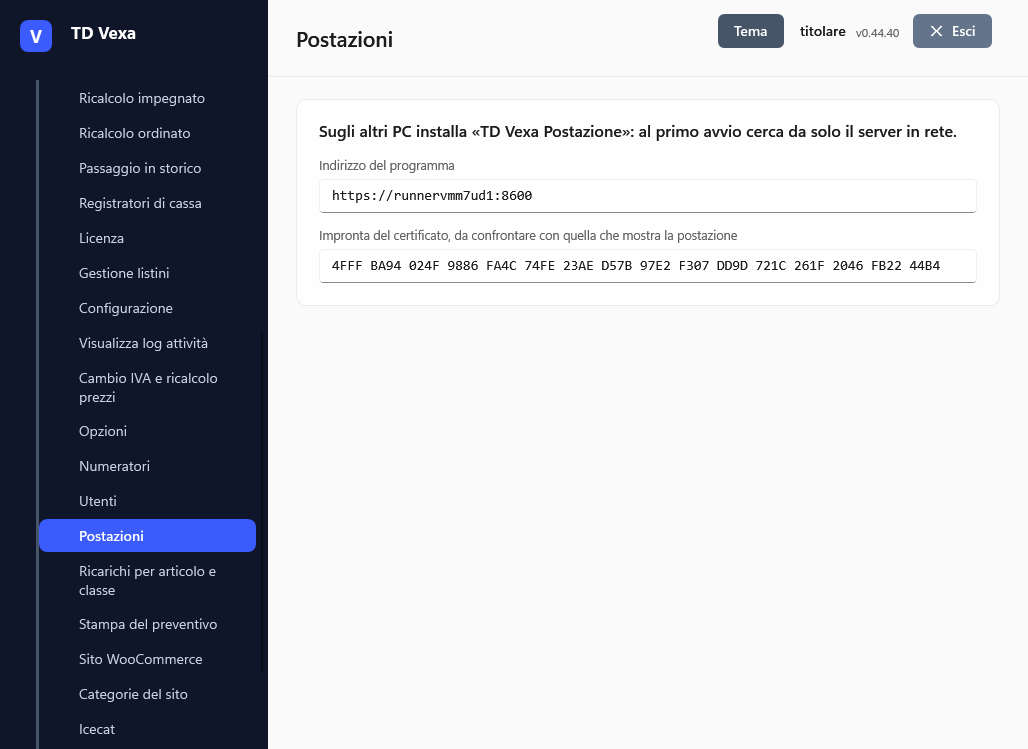 V TD Vexa
Ricalcolo impegnato
Ricalcolo ordinato
Passaggio in storico
Registratori di cassa
Licenza
Gestione listini
Configurazione
Visualizza log attività
Cambio IVA e ricalcolo
prezzi
Opzioni
Numeratori
Utenti
Postazioni
Ricarichi per articolo e
classe
Stampa del preventivo
Sito WooCommerce
Categorie del sito
Icecat
Postazioni
Tema titolare v0.44.40 Esci
Sugli altri PC installa «TD Vexa Postazione»: al primo avvio cerca da solo il server in rete.
Indirizzo del programma
https://runnervmm7ud1:8600
Impronta del certificato, da confrontare con quella che mostra la postazione
4FFF BA94 024F 9886 FA4C 74FE 23AE D57B 97E2 F307 DD9D 721C 261F 2046 FB22 44B4